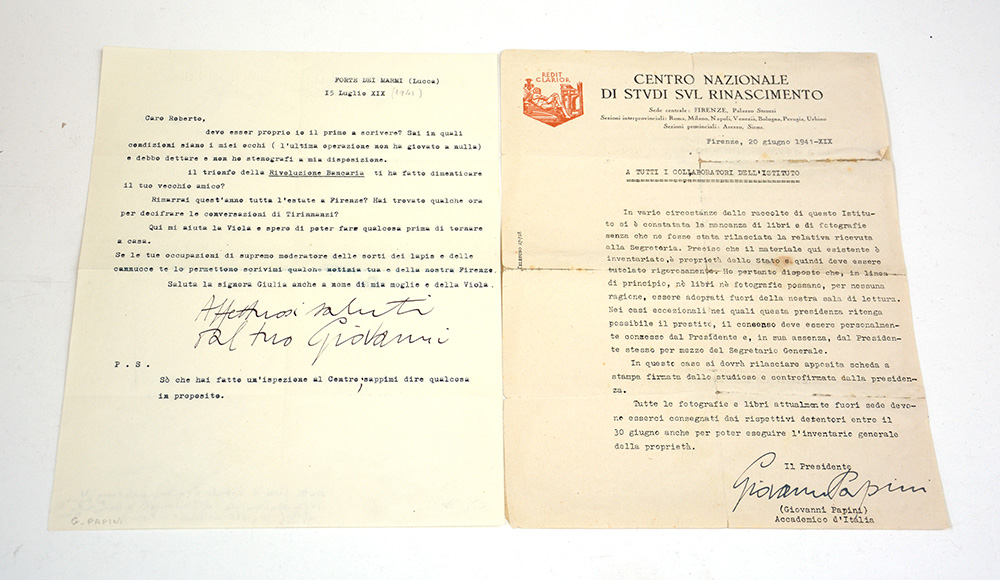 FORTE DEI MARMI (Lucca)
15 Luglio XIX (1941)
Caro Roberto,
devo esser proprio io il primo a scrivere? Sai in quali
condizioni siano i miei occhi ( l'ultima operazione non ha giovato a nulla)
e debbo dettare e non ho stenografi a mia disposizione.
il trionfo della Rivoluzione Bancaria ti ha fatto dimenticare
il tuo vecchio amico?
Rimarrai quest'anno tutta l'estate a Firenze? Hai trovato qualche ora
per decifrare le conversazioni di Tirinnanzi?
Qui mi aiuta la Viola e spero di poter fare qualcosa prima di tornare
a casa.
Se le tue occupazioni di supremo moderatore delle sorti dei lapis e delle
cannucce te lo permettono scrivimi qualche notizia tua e della nostra Firenze.
Saluta la signora Giulia anche a nome di mia moglie e della Viola.
Affettuosi saluti
dal tuo Giovanni
P.S.
Sò che hai fatto un'ispezione al Centro; sappimi dire qualcosa
in proposito.
G. PAPINI
REDIT
CLARIOR
CENTRO NAZIONALE
DI STVDI SVL RINASCIMENTO
Sede centrale: FIRENZE, Palazzo Strozzi
Sezioni interprovinciali: Roma, Milano, Napoli, Venezia, Bologna, Perugia, Urbino
Sezioni provinciali: Arezzo, Siena.
Firenze, 20 giugno 1941-XIX
A TUTTI I COLLABORATORI DELL'ISTITUTO
In varie circostanze dalle raccolte di questo Istitu-
to si è constatata la mancanza di libri e di fotografie
senza che ne fosse stata rilasciata la relativa ricevuta
alla Segreteria. Preciso che il materiale qui esistente è
inventariato, è proprietà dello Stato e quindi deve essere
tutelato rigorosamente. Ho pertanto disposto che, in linea
di principio, nè libri nè fotografie possano, per nessuna
ragione, essere adoprati fuori della nostra sala di lettura.
Nei casi eccezionali nei quali questa presidenza ritenga
possibile il prestito, il consenso deve essere personalmen-
te concesso dal Presidente e, in sua assenza, dal Presiden-
te stesso per mezzo del Segretario Generale.
In questo caso si dovrà rilasciare apposita scheda a
stampa firmata dallo studioso e controfirmata dalla presiden-
za.
Tutte le fotografie e libri attualmente fuori sede devo-
no esserci consegnati dai rispettivi detentori entro il
30 giugno anche per poter eseguire l'inventario generale
della proprietà.
Il Presidente
Giovanni Papini
(Giovanni Papini)
Accademico d'Italia